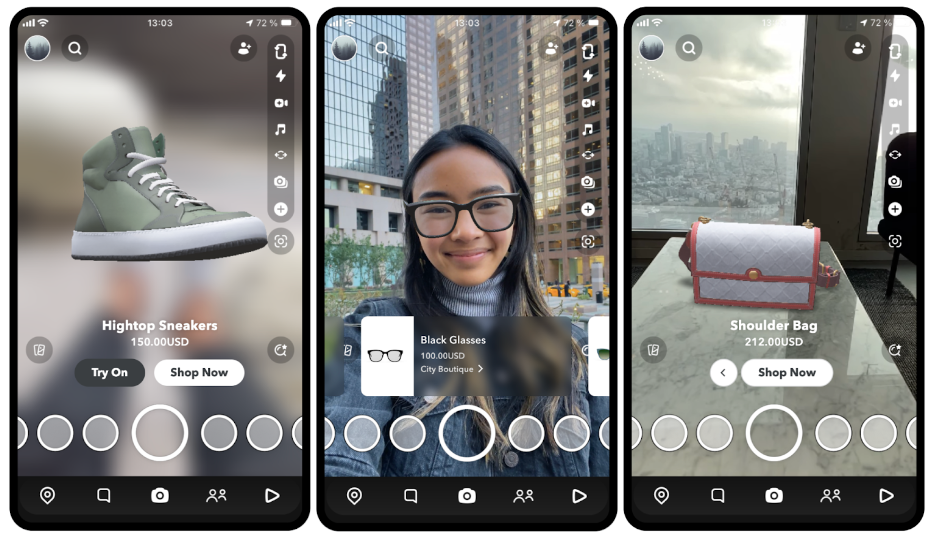 13:03
72 %
Hightop Sneakers
150.00USD
Try On
Shop Now
13:03
72 %
Black Glasses
100.00USD
City Boutique
13:03
72 %
Shoulder Bag
212.00USD
Shop Now